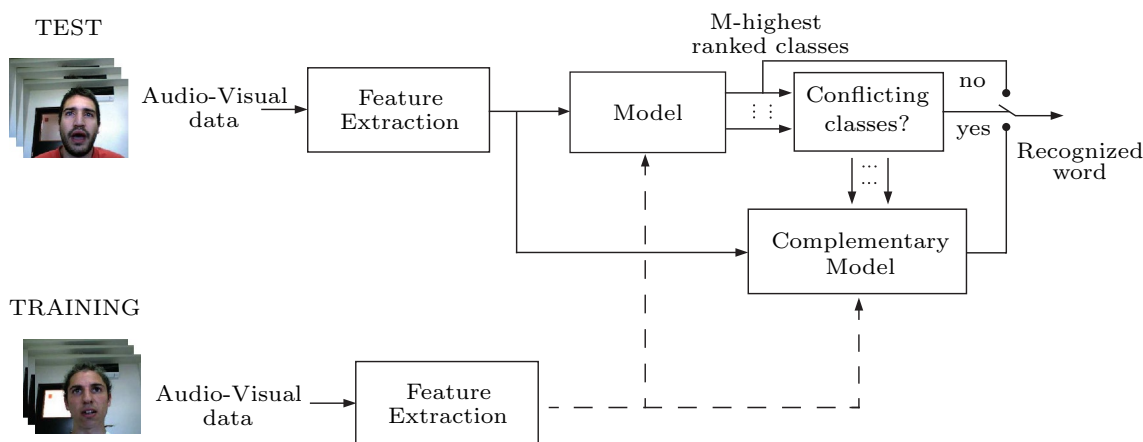 TEST
Audio-Visual
data
Feature
Extraction
Model
M-highest
ranked classes
Conflicting
classes?
no
yes
Recognized
word
Complementary
Model
TRAINING
Audio-Visual
data
Feature
Extraction